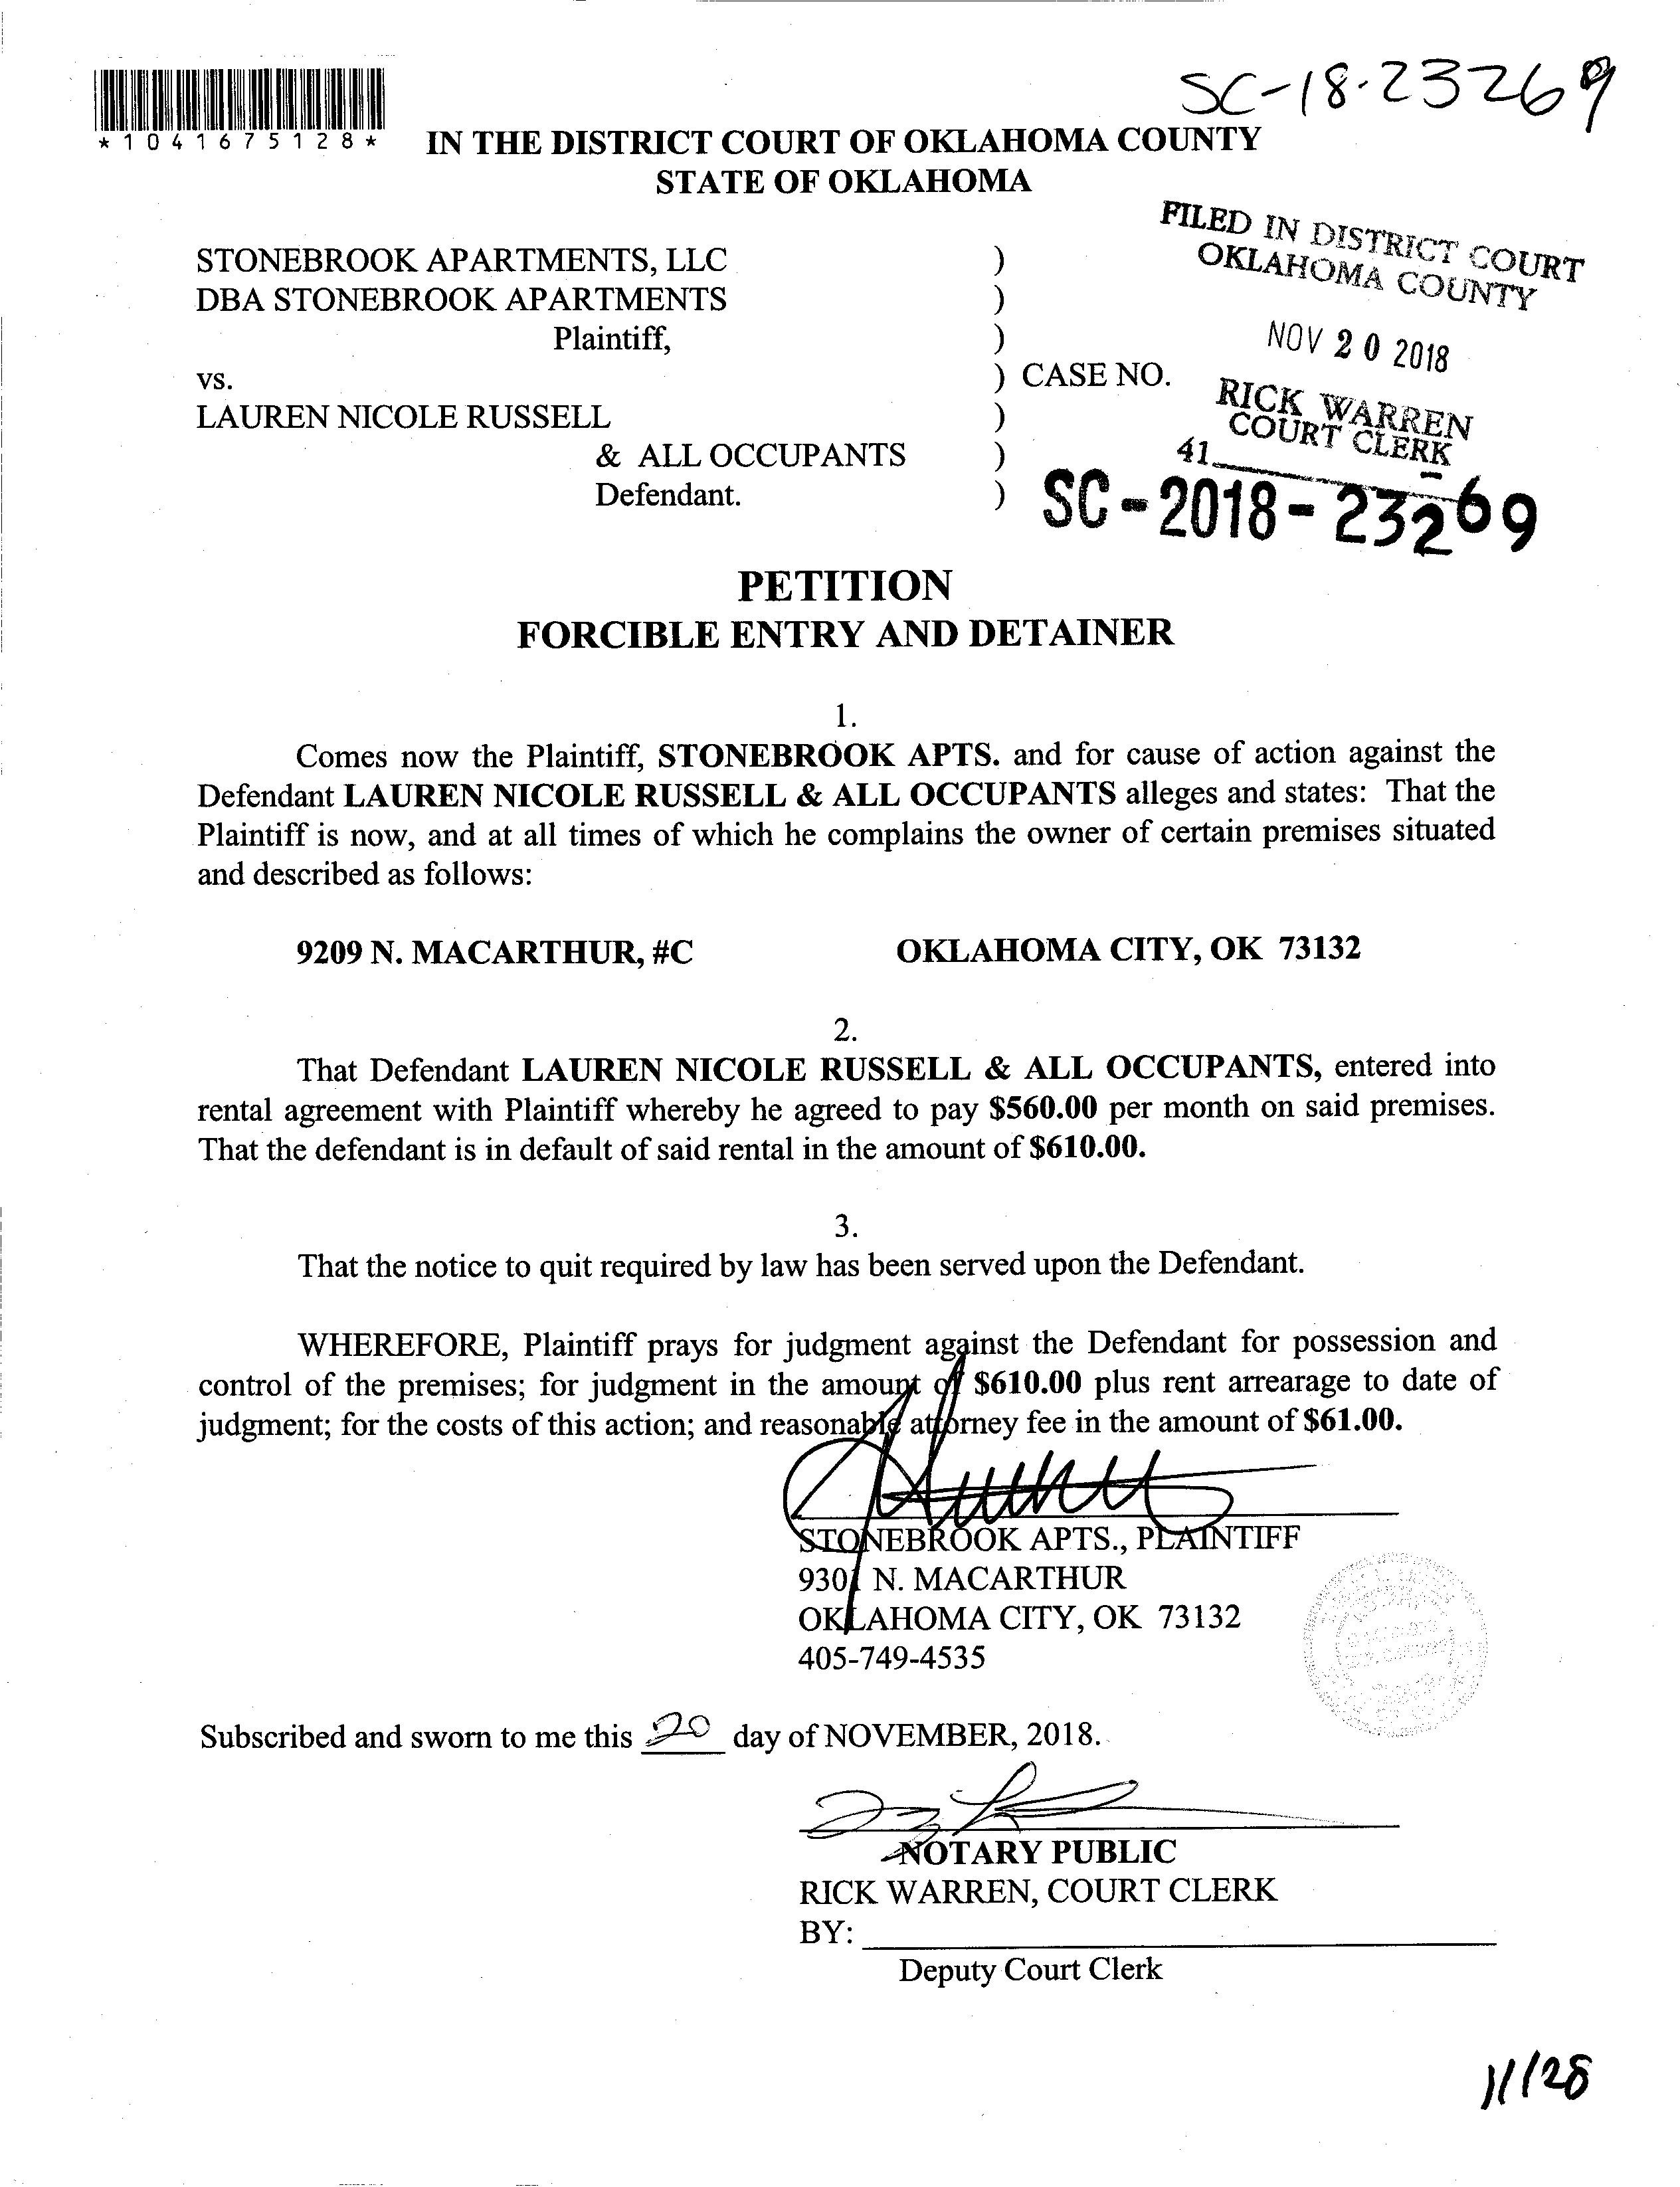 SC-18-23269
*1041675128*
IN THE DISTRICT COURT OF OKLAHOMA COUNTY
STATE OF OKLAHOMA
FILED IN DISTRICT COURT
OKLAHOMA COUNTY
NOV 20 2018
RICK WARREN
COURT CLERK
41
STONEBROOK APARTMENTS, LLC )
DBA STONEBROOK APARTMENTS )
Plaintiff, )
vs. ) CASE NO.
LAUREN NICOLE RUSSELL )
& ALL OCCUPANTS )
Defendant. )
SC-2018-23269
PETITION
FORCIBLE ENTRY AND DETAINER
1.
Comes now the Plaintiff, STONEBROOK APTS. and for cause of action against the
Defendant LAUREN NICOLE RUSSELL & ALL OCCUPANTS alleges and states: That the
Plaintiff is now, and at all times of which he complains the owner of certain premises situated
and described as follows:
9209 N. MACARTHUR, #C OKLAHOMA CITY, OK 73132
2.
That Defendant LAUREN NICOLE RUSSELL & ALL OCCUPANTS, entered into
rental agreement with Plaintiff whereby he agreed to pay $560.00 per month on said premises.
That the defendant is in default of said rental in the amount of $610.00.
3.
That the notice to quit required by law has been served upon the Defendant.
WHEREFORE, Plaintiff prays for judgment against the Defendant for possession and
control of the premises; for judgment in the amount of $610.00 plus rent arrearage to date of
judgment; for the costs of this action; and reasonable attorney fee in the amount of $61.00.
STONEBROOK APTS., PLAINTIFF
9301 N. MACARTHUR
OKLAHOMA CITY, OK 73132
405-749-4535
Subscribed and sworn to me this 20 day of NOVEMBER, 2018.
NOTARY PUBLIC
RICK WARREN, COURT CLERK
BY:
Deputy Court Clerk
11/28